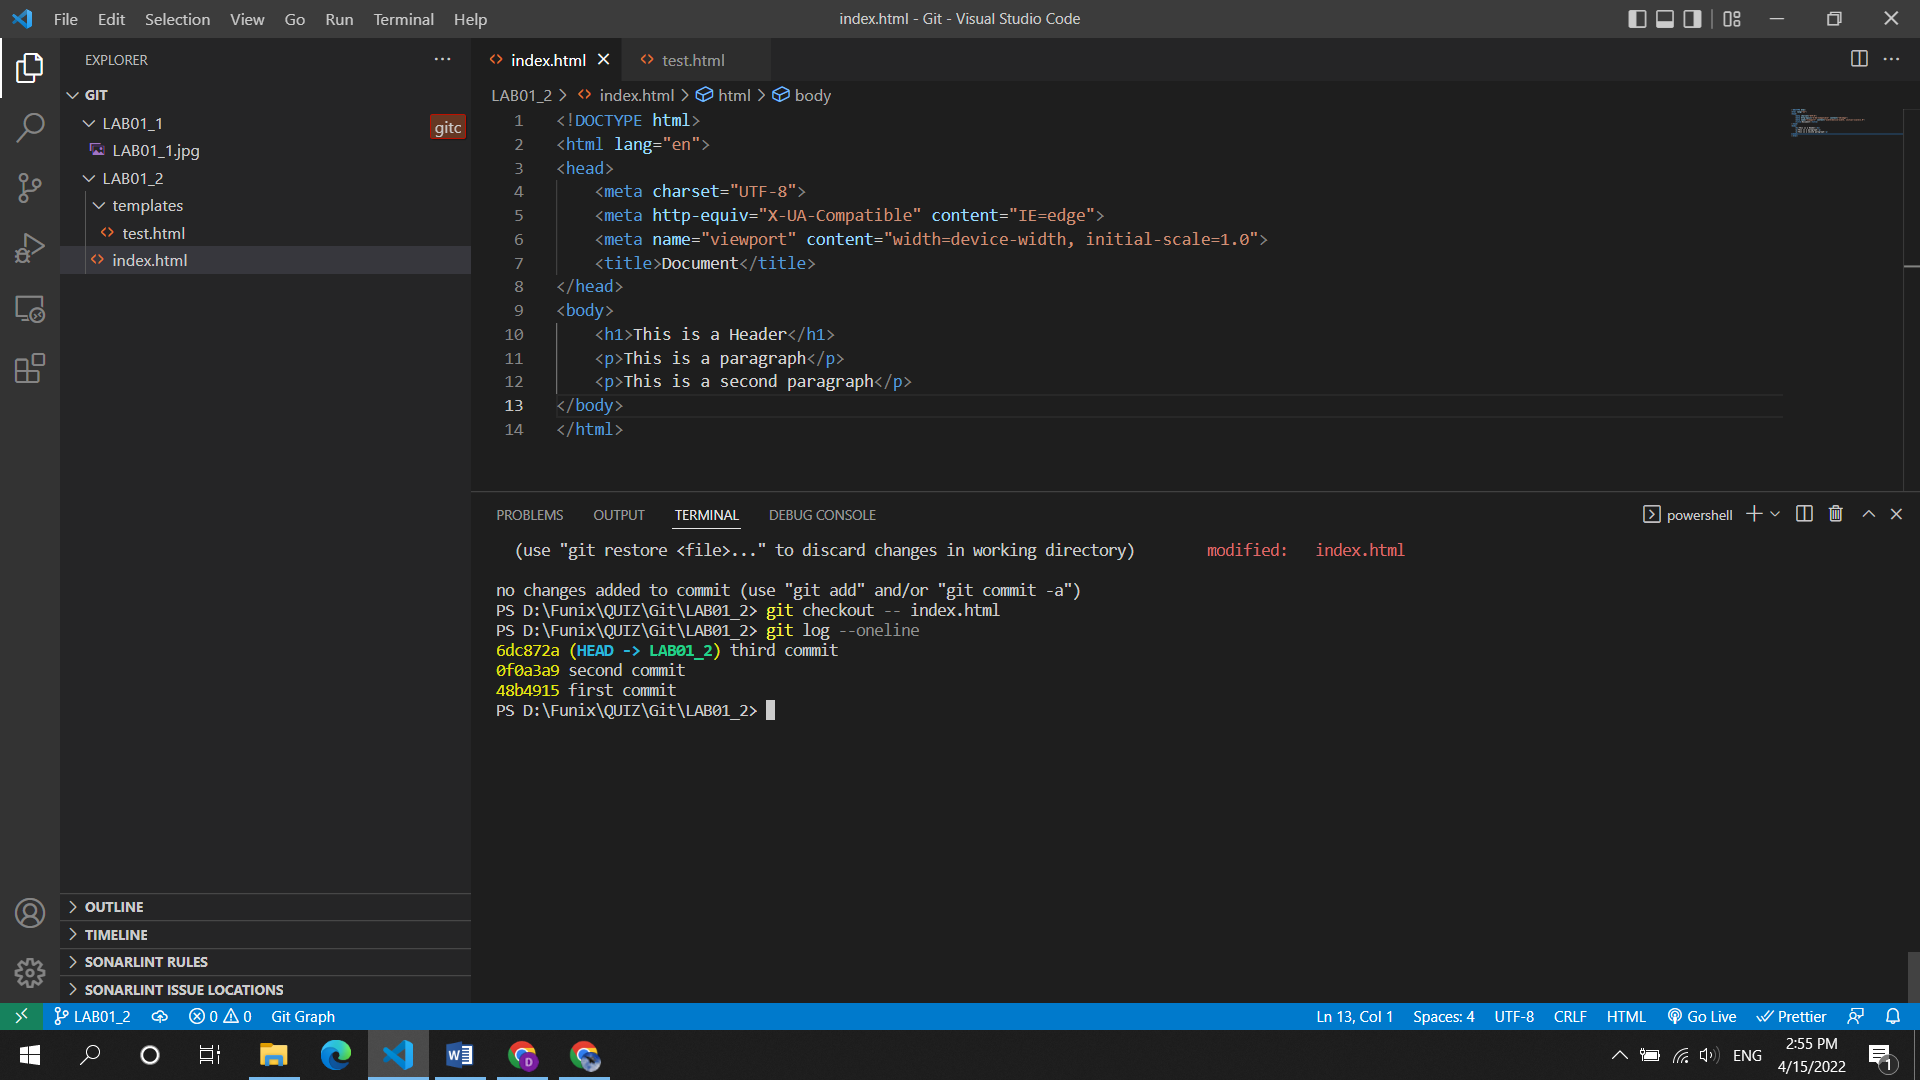 File Edit Selection View Go Run Terminal Help
index.html - Git - Visual Studio Code
EXPLORER
GIT
LAB01_1
gitc
LAB01_1.jpg
LAB01_2
templates
test.html
index.html
OUTLINE
TIMELINE
SONARLINT RULES
SONARLINT ISSUE LOCATIONS
index.html test.html
LAB01_2 > index.html > html > body
1 <!DOCTYPE html>
2 <html lang="en">
3 <head>
4 <meta charset="UTF-8">
5 <meta http-equiv="X-UA-Compatible" content="IE=edge">
6 <meta name="viewport" content="width=device-width, initial-scale=1.0">
7 <title>Document</title>
8 </head>
9 <body>
10 <h1>This is a Header</h1>
11 <p>This is a paragraph</p>
12 <p>This is a second paragraph</p>
13 </body>
14 </html>
PROBLEMS OUTPUT TERMINAL DEBUG CONSOLE
powershell
(use "git restore <file>..." to discard changes in working directory) modified: index.html
no changes added to commit (use "git add" and/or "git commit -a")
PS D:\Funix\QUIZ\Git\LAB01_2> git checkout -- index.html
PS D:\Funix\QUIZ\Git\LAB01_2> git log --oneline
6dc872a (HEAD -> LAB01_2) third commit
0f0a3a9 second commit
48b4915 first commit
PS D:\Funix\QUIZ\Git\LAB01_2>
LAB01_2 0 0 Git Graph
Ln 13, Col 1 Spaces: 4 UTF-8 CRLF HTML Go Live Prettier
D
ENG
2:55 PM
4/15/2022
1